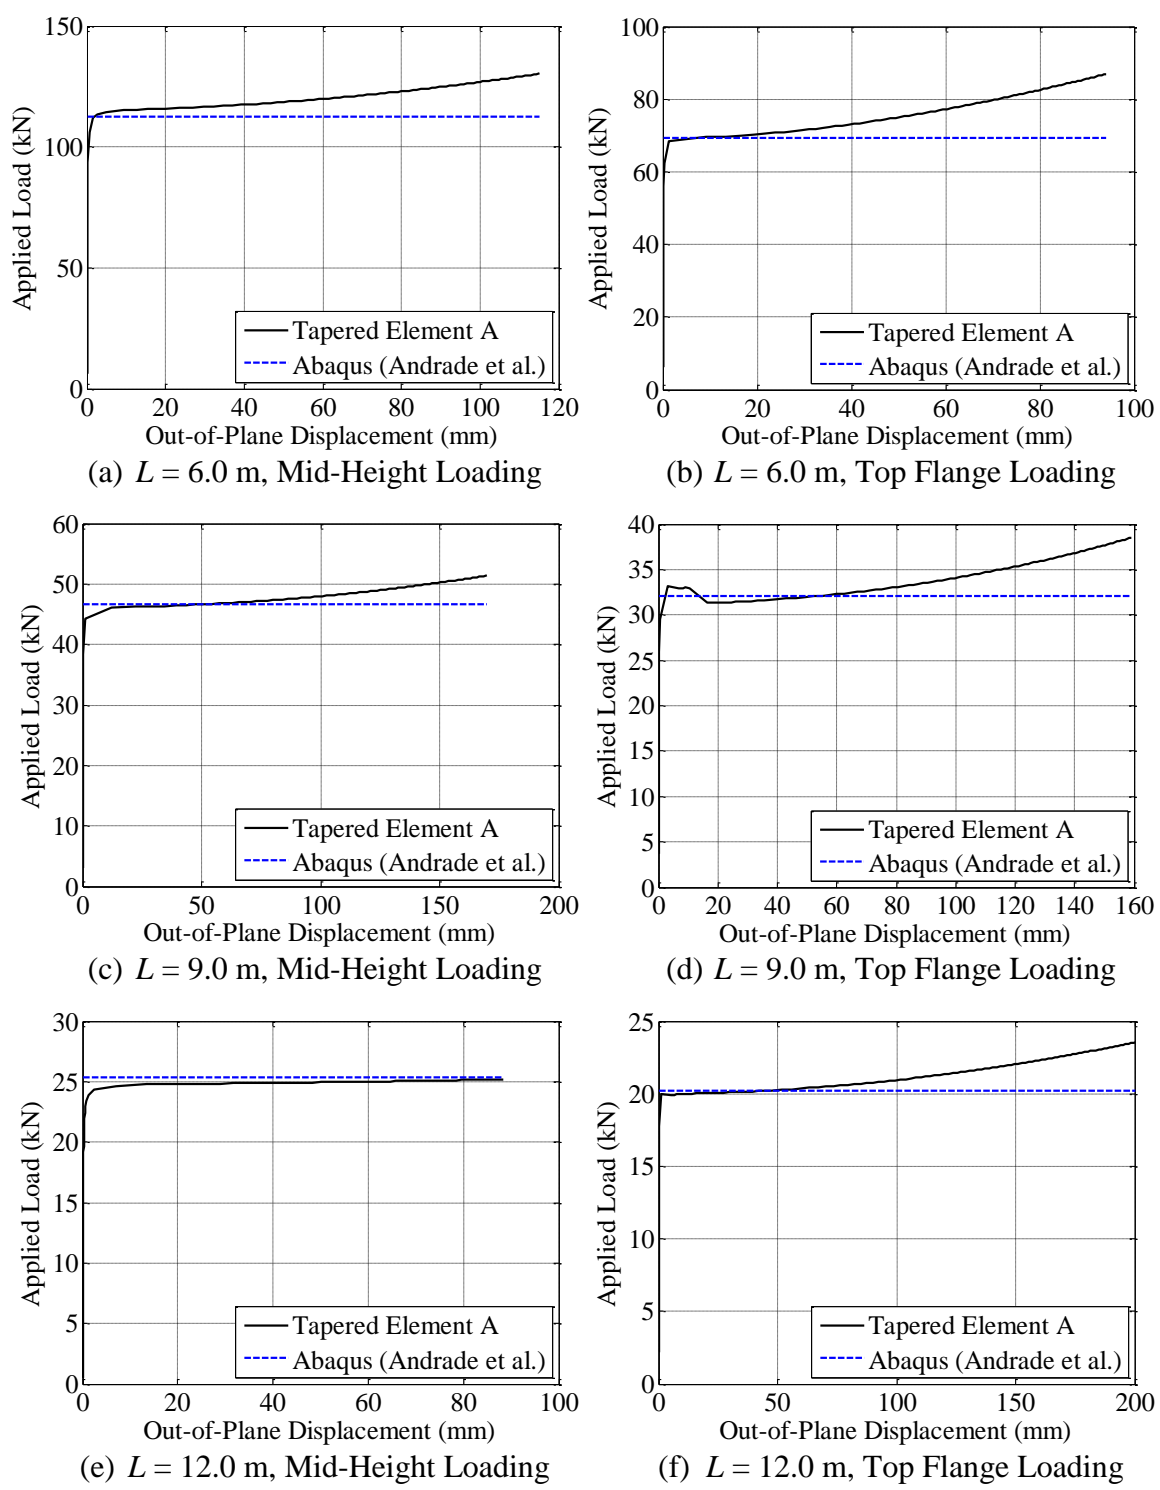 150
100
50
0
0 20 40 60 80 100 120
Applied Load (kN)
Out-of-Plane Displacement (mm)
Tapered Element A
Abaqus (Andrade et al.)
(a) L = 6.0 m, Mid-Height Loading
100
80
60
40
20
0
0 20 40 60 80 100
Applied Load (kN)
Out-of-Plane Displacement (mm)
Tapered Element A
Abaqus (Andrade et al.)
(b) L = 6.0 m, Top Flange Loading
60
50
40
30
20
10
0
0 50 100 150 200
Applied Load (kN)
Out-of-Plane Displacement (mm)
Tapered Element A
Abaqus (Andrade et al.)
(c) L = 9.0 m, Mid-Height Loading
40
35
30
25
20
15
10
5
0
0 20 40 60 80 100 120 140 160
Applied Load (kN)
Out-of-Plane Displacement (mm)
Tapered Element A
Abaqus (Andrade et al.)
(d) L = 9.0 m, Top Flange Loading
30
25
20
15
10
5
0
0 20 40 60 80 100
Applied Load (kN)
Out-of-Plane Displacement (mm)
Tapered Element A
Abaqus (Andrade et al.)
(e) L = 12.0 m, Mid-Height Loading
25
20
15
10
5
0
0 50 100 150 200
Applied Load (kN)
Out-of-Plane Displacement (mm)
Tapered Element A
Abaqus (Andrade et al.)
(f) L = 12.0 m, Top Flange Loading